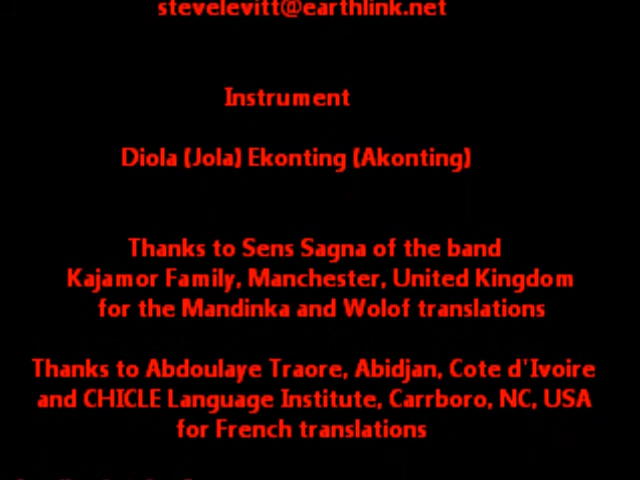 stevelevitt@earthlink.net
Instrument
Diola (Jola) Ekonting (Akonting)
Thanks to Sens Sagna of the band
Kajamor Family, Manchester, United Kingdom
for the Mandinka and Wolof translations
Thanks to Abdoulaye Traore, Abidjan, Cote d'Ivoire
and CHICLE Language Institute, Carrboro, NC, USA
for French translations